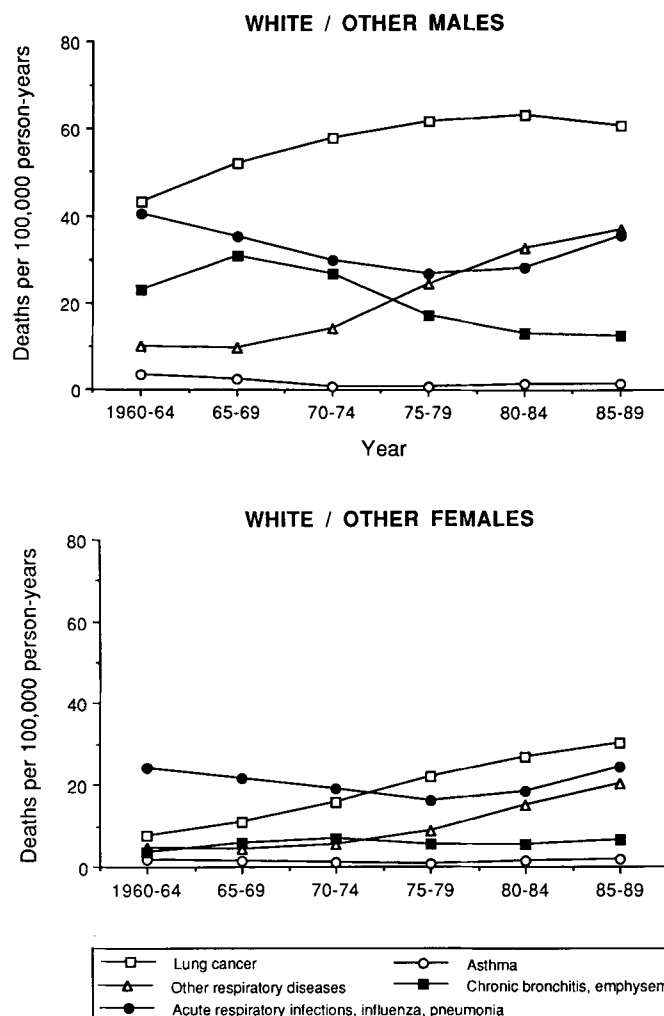 WHITE / OTHER MALES
80
60
40
20
0
Deaths per 100,000 person-years
1960-64 65-69 70-74 75-79 80-84 85-89
Year
WHITE / OTHER FEMALES
80
60
40
20
0
Deaths per 100,000 person-years
1960-64 65-69 70-74 75-79 80-84 85-89
Lung cancer Asthma
Other respiratory diseases Chronic bronchitis, emphysem
Acute respiratory infections, influenza, pneumonia